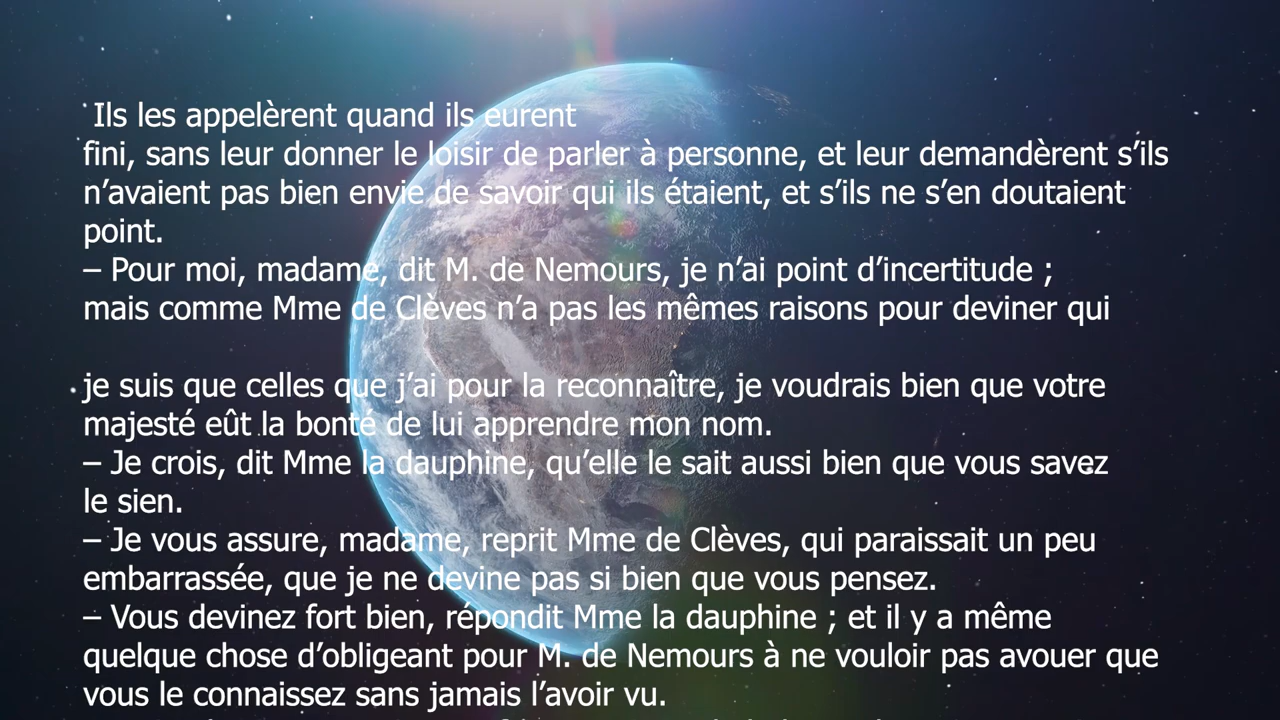 Ils les appelèrent quand ils eurent
fini, sans leur donner le loisir de parler à personne, et leur demandèrent s’ils
n’avaient pas bien envie de savoir qui ils étaient, et s’ils ne s’en doutaient
point.
– Pour moi, madame, dit M. de Nemours, je n’ai point d’incertitude ;
mais comme Mme de Clèves n’a pas les mêmes raisons pour deviner qui
je suis que celles que j’ai pour la reconnaître, je voudrais bien que votre
majesté eût la bonté de lui apprendre mon nom.
– Je crois, dit Mme la dauphine, qu’elle le sait aussi bien que vous savez
le sien.
– Je vous assure, madame, reprit Mme de Clèves, qui paraissait un peu
embarrassée, que je ne devine pas si bien que vous pensez.
– Vous devinez fort bien, répondit Mme la dauphine ; et il y a même
quelque chose d’obligeant pour M. de Nemours à ne vouloir pas avouer que
vous le connaissez sans jamais l’avoir vu.